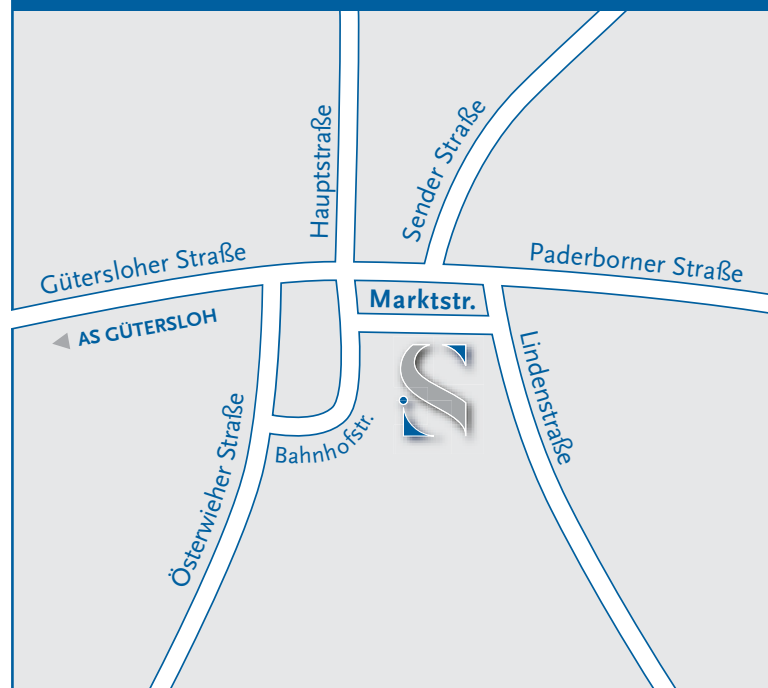 Hauptstraße
Sender Straße
Gütersloher Straße
Paderborner Straße
Marktstr.
AS GÜTERSLOH
Lindenstraße
Österwieher Straße
Bahnhofstr.
S